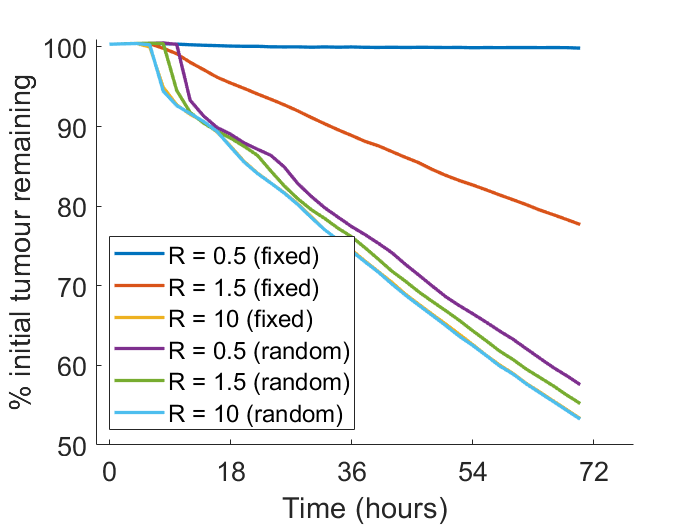 % initial tumour remaining
100
90
80
70
60
50
R = 0.5 (fixed)
R = 1.5 (fixed)
R = 10 (fixed)
R = 0.5 (random)
R = 1.5 (random)
R = 10 (random)
0 18 36 54 72
Time (hours)